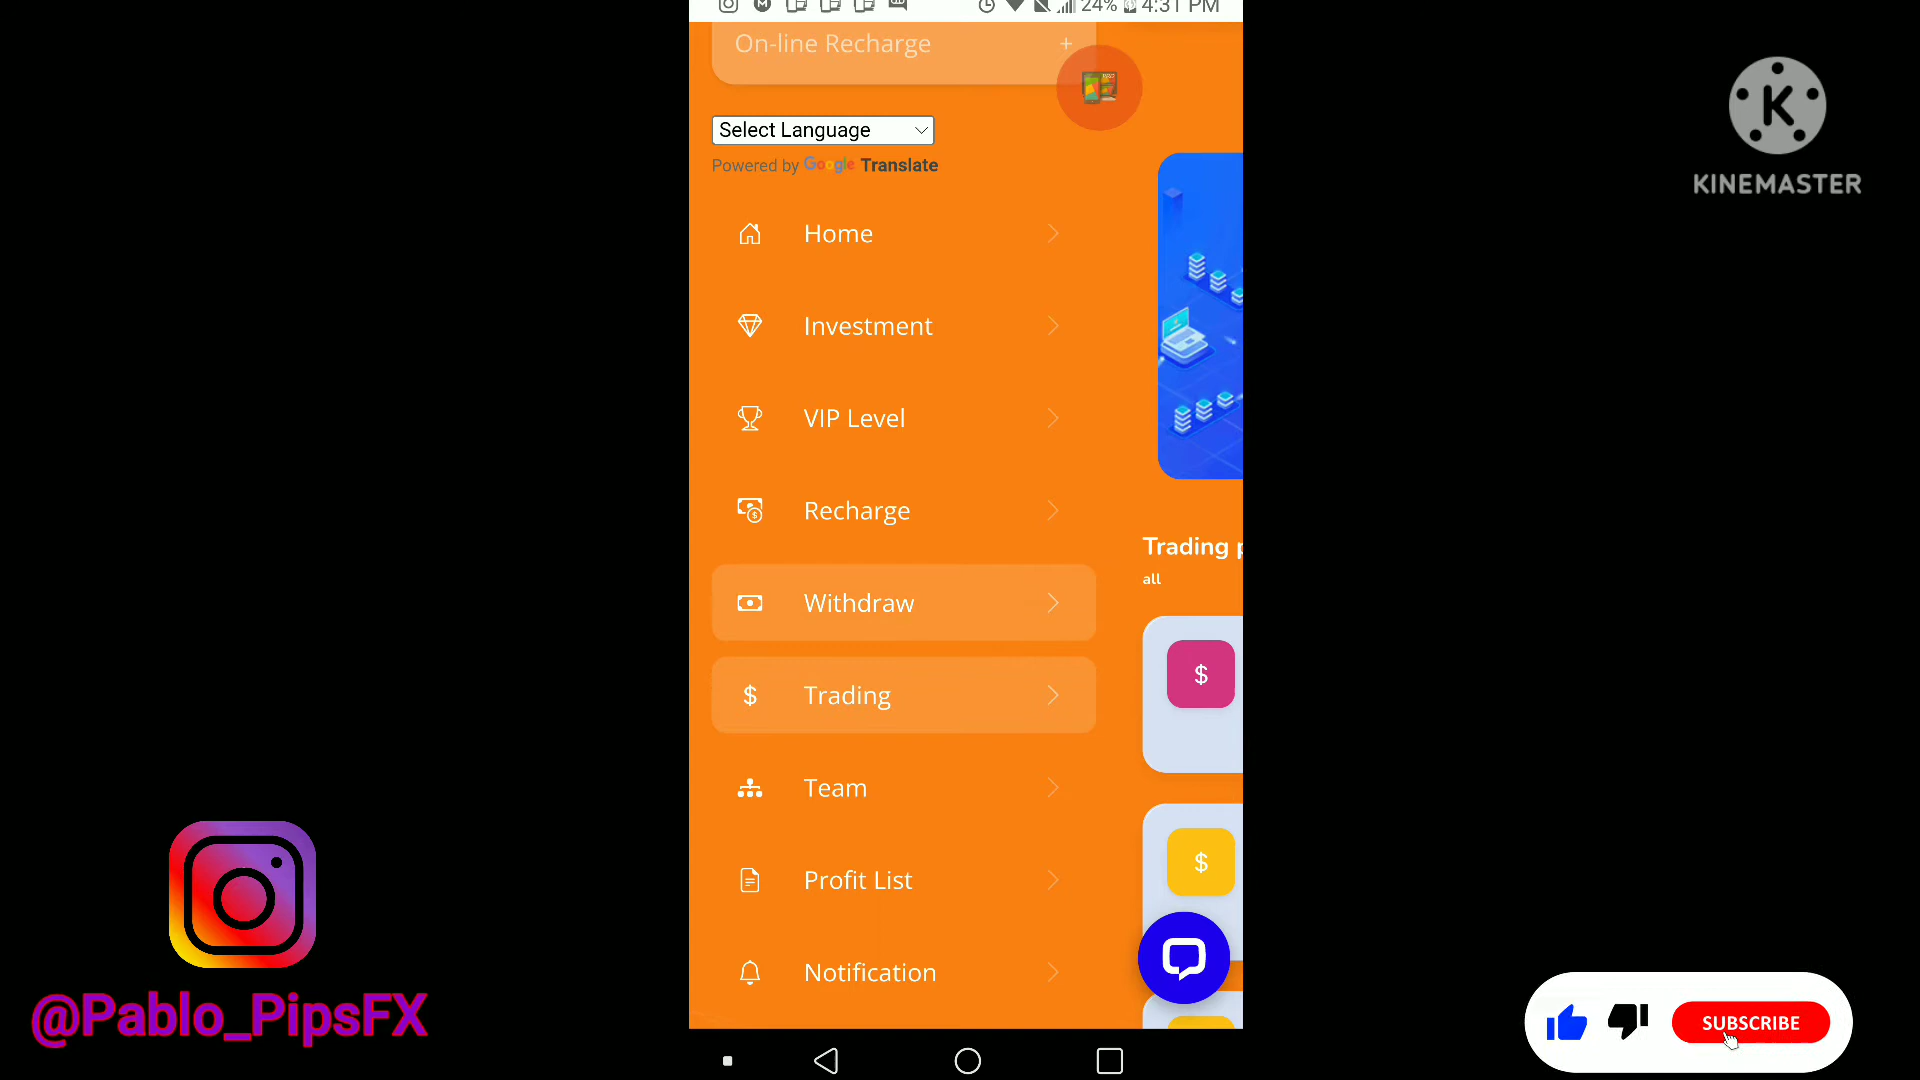 24% 4:31 PM
On-line Recharge +
Select Language
Powered by Google Translate
Home
Investment
VIP Level
Recharge
Withdraw
$ Trading
Team
Profit List
Notification
Trading p
all
$
$
KINEMASTER
@Pablo_PipsFX
SUBSCRIBE